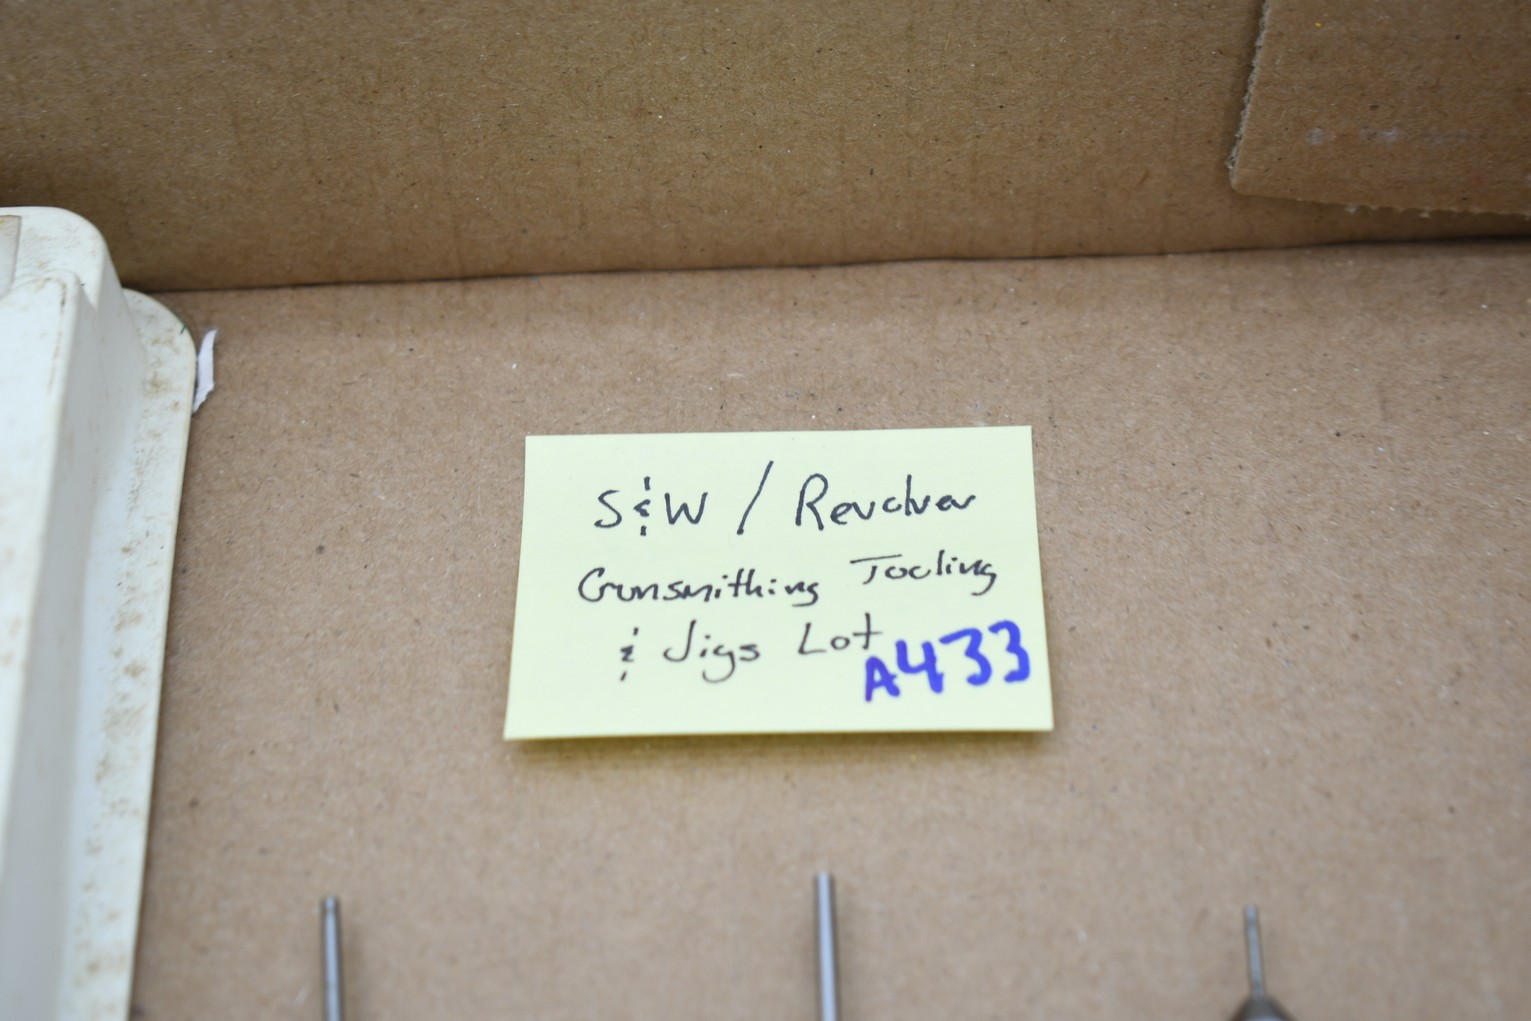 S&W / Revolver
Gunsmithing Tooling
& Jigs Lot
A433